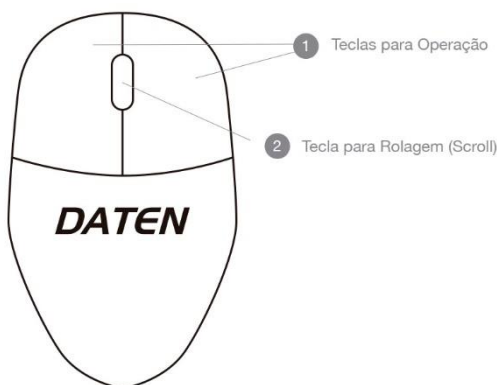 1 Teclas para Operação
2 Tecla para Rolagem (Scroll)
DATEN